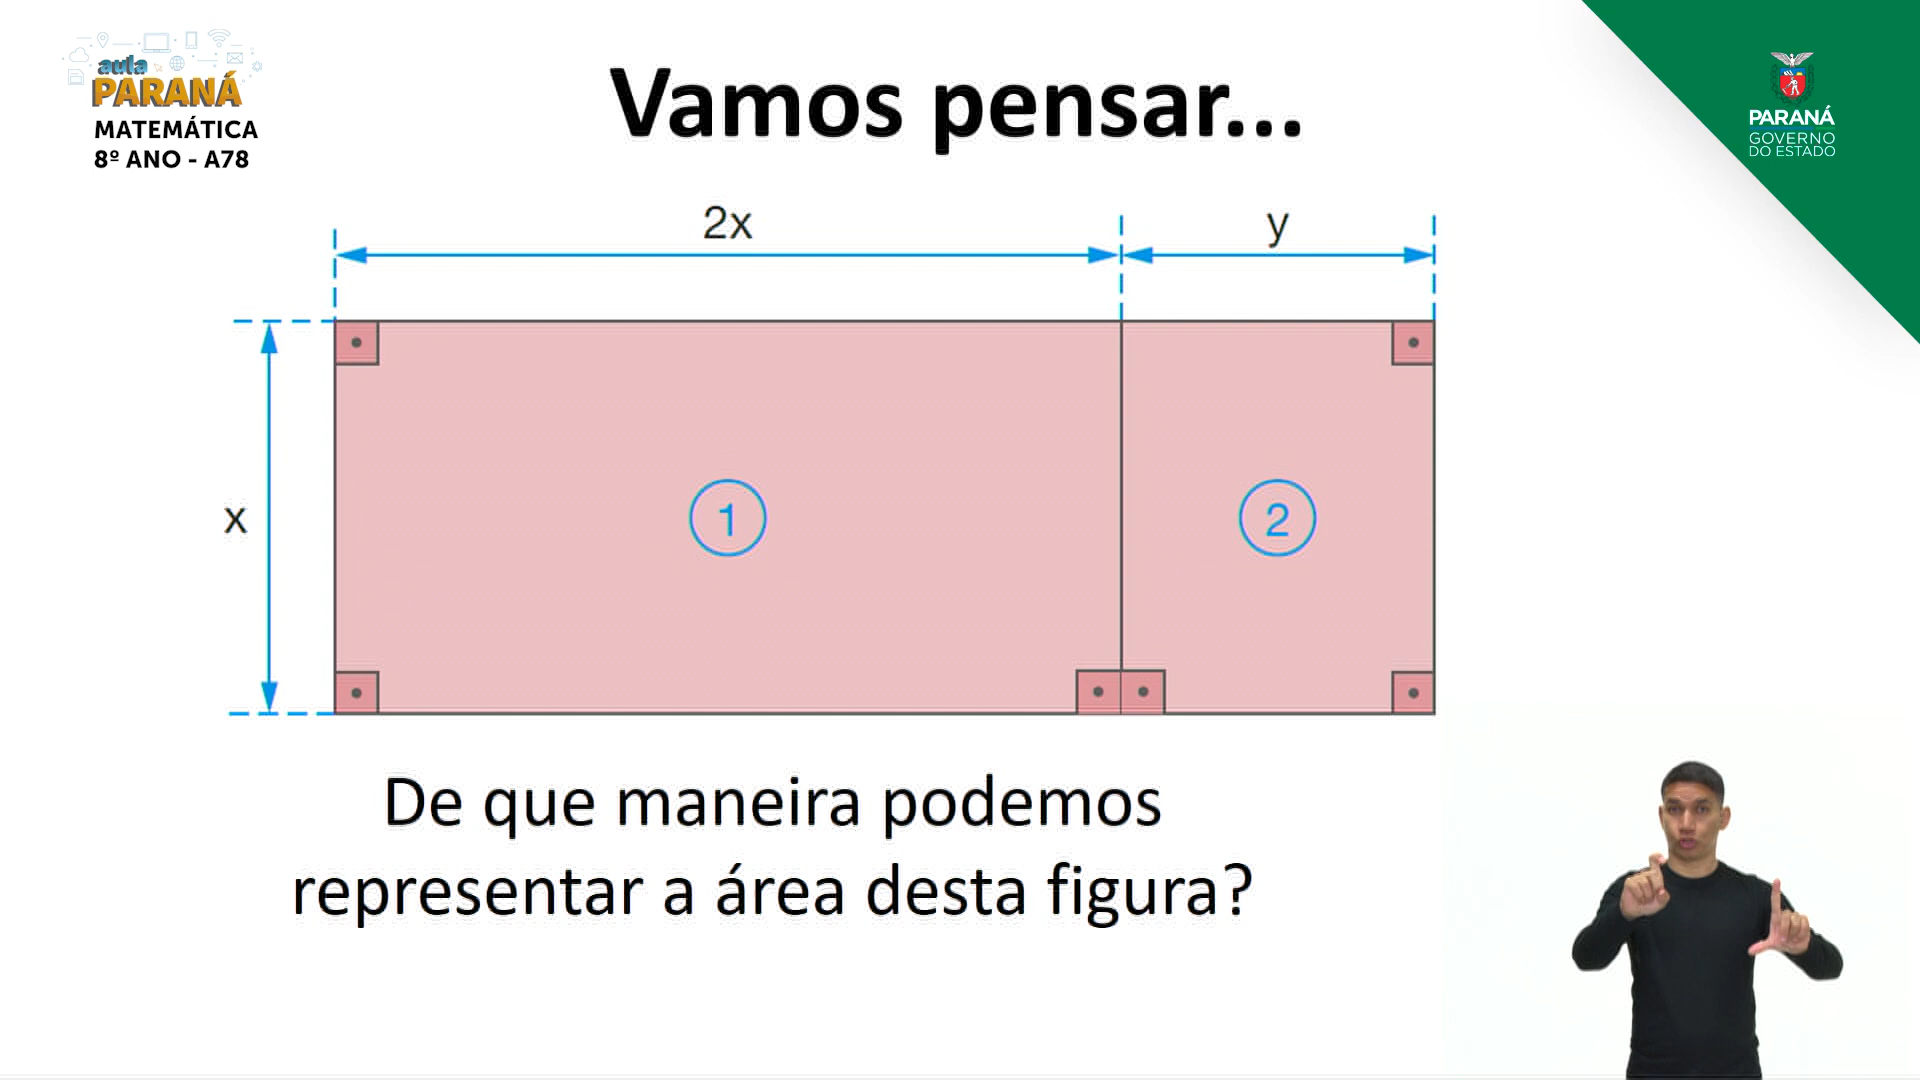 aula
PARANÁ
MATEMÁTICA
8º ANO - A78
Vamos pensar...
PARANÁ
GOVERNO
DO ESTADO
2x
y
x
1
2
De que maneira podemos
representar a área desta figura?